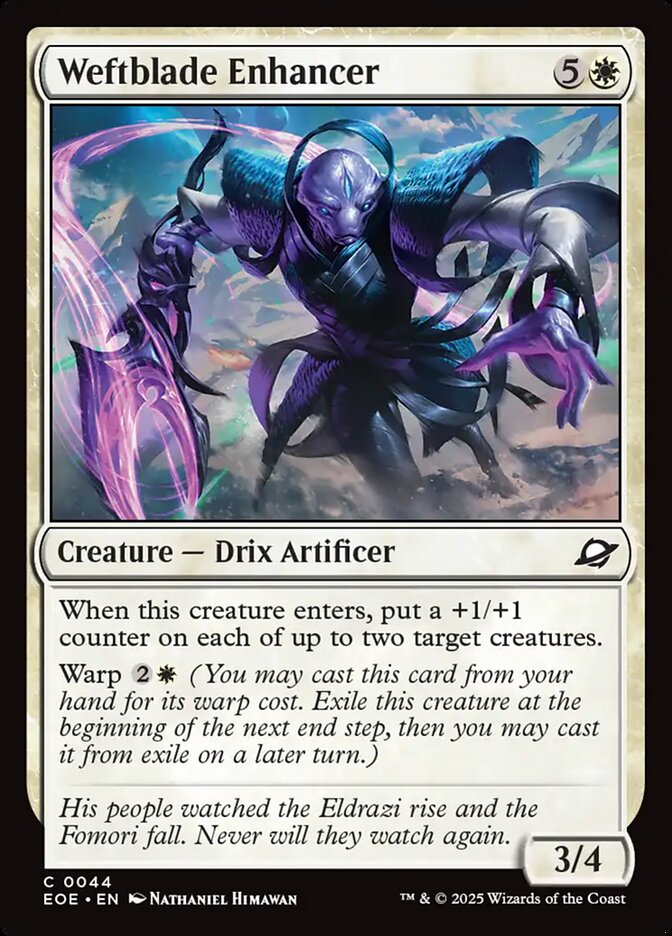 Weftblade Enhancer 5
Creature — Drix Artificer
When this creature enters, put a +1/+1
counter on each of up to two target creatures.
Warp 2 (You may cast this card from your
hand for its warp cost. Exile this creature at the
beginning of the next end step, then you may cast
it from exile on a later turn.)
His people watched the Eldrazi rise and the
Fomori fall. Never will they watch again.
3/4
C 0044
EOE • EN Nathaniel Himawan
™ & © 2025 Wizards of the Coast